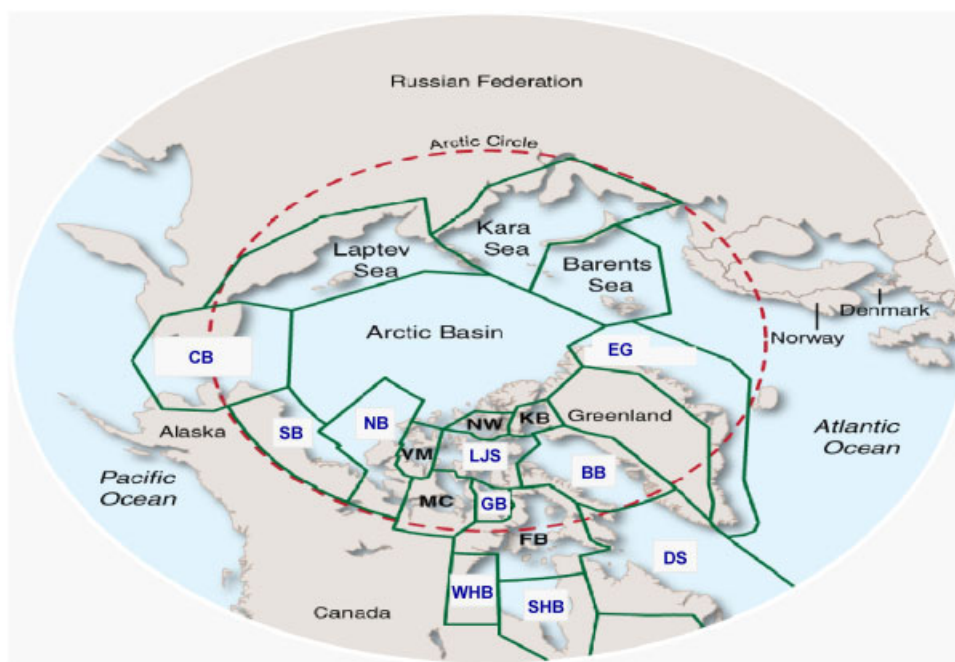 Russian Federation
Arctic Circle
Kara
Sea
Laptev
Sea
Barents
Sea
Denmark
Norway
Arctic Basin
CB
EG
Alaska
SB
NB
VM
NW
KB
Greenland
LJS
BB
Atlantic
Ocean
Pacific
Ocean
MC
GB
FB
DS
WHB
SHB
Canada